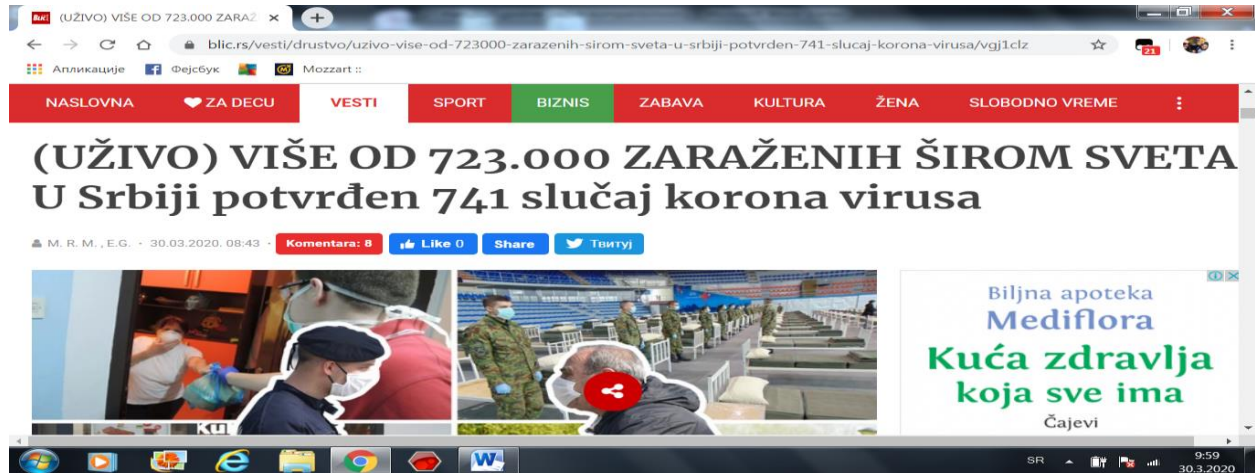 Blic (UŽIVO) VIŠE OD 723.000 ZARAŽ
blic.rs/vesti/drustvo/uzivo-vise-od-723000-zarazenih-sirom-sveta-u-srbiji-potvrden-741-slucaj-korona-virusa/vgj1clz
21
Апликације Фејсбук Mozzart ::
NASLOVNA ZA DECU VESTI SPORT BIZNIS ZABAVA KULTURA ŽENA SLOBODNO VREME
(UŽIVO) VIŠE OD 723.000 ZARAŽENIH ŠIROM SVETA
U Srbiji potvrđen 741 slučaj korona virusa
M. R. M. , E.G. • 30.03.2020. 08:43 • Komentara: 8 Like 0 Share Твитуј
Biljna apoteka
Mediflora
Kuća zdravlja
koja sve ima
Čajevi
SR 9:59
30.3.2020